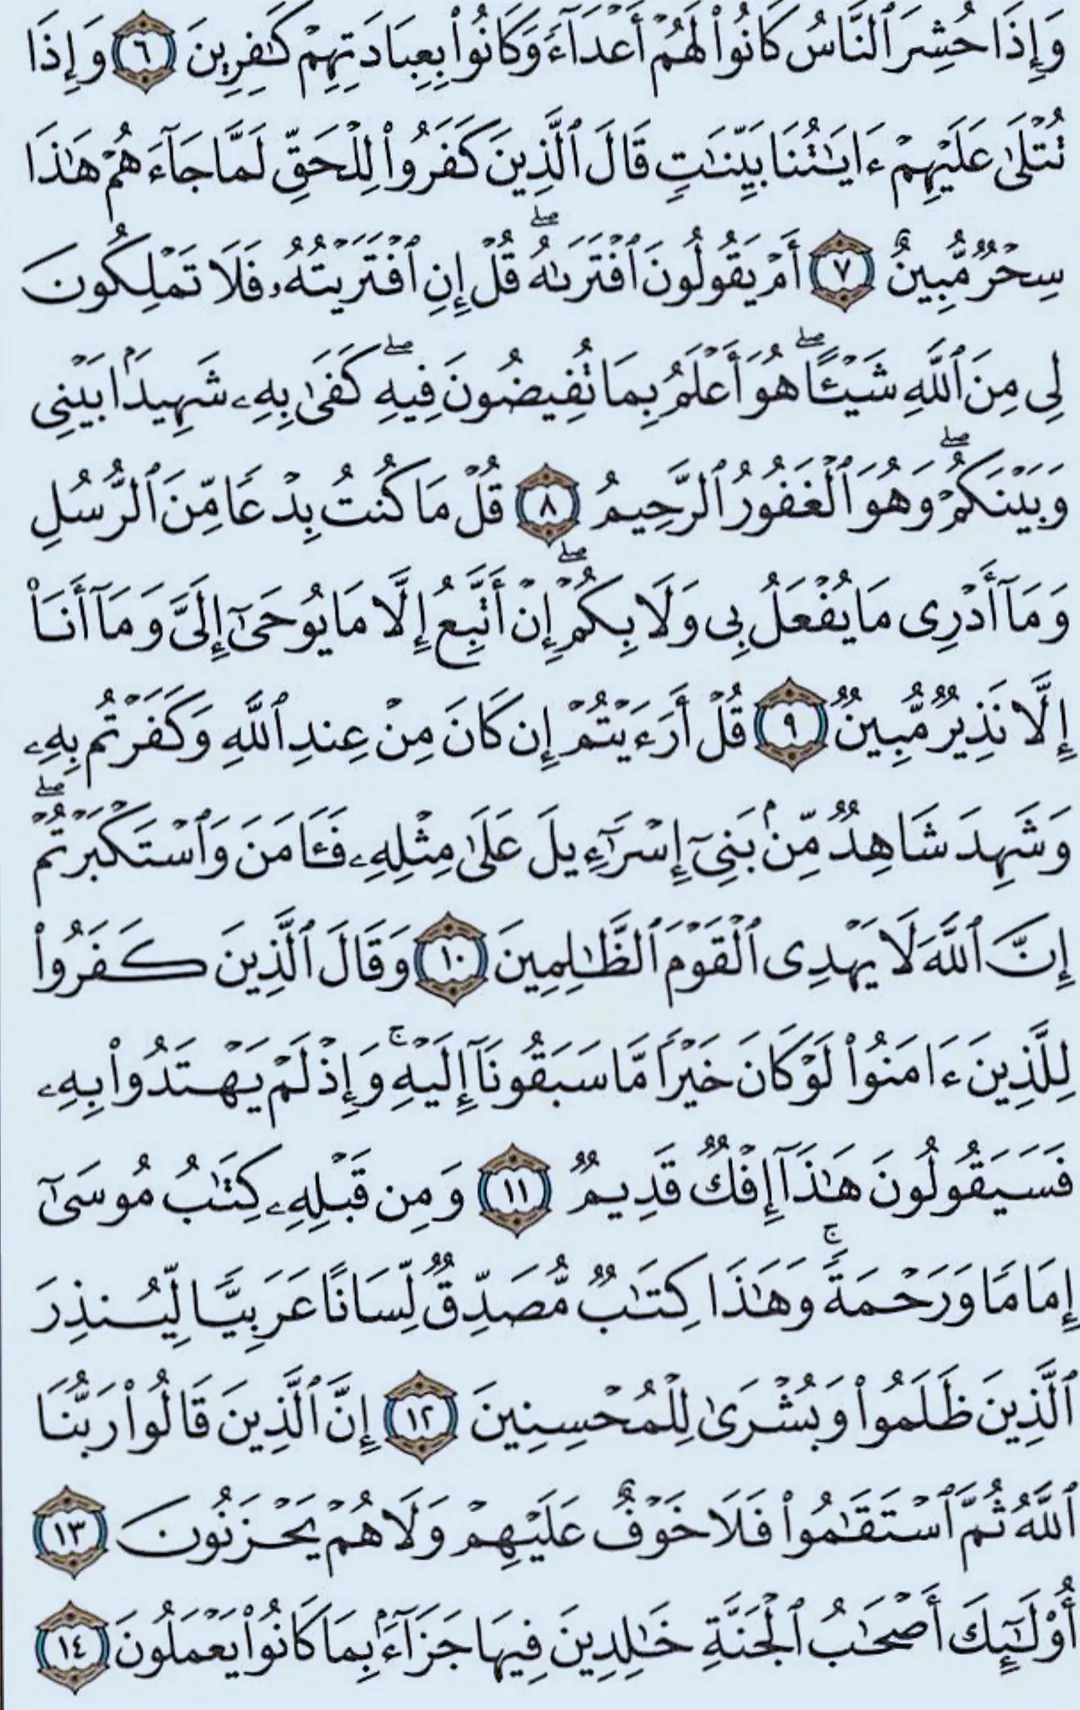 وَإِذَا حُشِرَ ٱلنَّاسُ كَانُوا۟ لَهُمْ أَعْدَآءً وَكَانُوا۟ بِعِبَادَتِهِمْ كَـٰفِرِينَ ٦ وَإِذَا
تُتْلَىٰ عَلَيْهِمْ ءَايَـٰتُنَا بَيِّنَـٰتٍ قَالَ ٱلَّذِينَ كَفَرُوا۟ لِلْحَقِّ لَمَّا جَآءَهُمْ هَـٰذَا
سِحْرٌ مُّبِينٌ ٧ أَمْ يَقُولُونَ ٱفْتَرَىٰهُ ۖ قُلْ إِنِ ٱفْتَرَيْتُهُۥ فَلَا تَمْلِكُونَ
لِى مِنَ ٱللَّهِ شَيْـًٔا ۖ هُوَ أَعْلَمُ بِمَا تُفِيضُونَ فِيهِ ۖ كَفَىٰ بِهِۦ شَهِيدًۢا بَيْنِى
وَبَيْنَكُمْ ۖ وَهُوَ ٱلْغَفُورُ ٱلرَّحِيمُ ٨ قُلْ مَا كُنتُ بِدْعًا مِّنَ ٱلرُّسُلِ
وَمَآ أَدْرِى مَا يُفْعَلُ بِى وَلَا بِكُمْ ۖ إِنْ أَتَّبِعُ إِلَّا مَا يُوحَىٰٓ إِلَىَّ وَمَآ أَنَا۠
إِلَّا نَذِيرٌ مُّبِينٌ ٩ قُلْ أَرَءَيْتُمْ إِن كَانَ مِنْ عِندِ ٱللَّهِ وَكَفَرْتُم بِهِۦ
وَشَهِدَ شَاهِدٌ مِّنۢ بَنِىٓ إِسْرَٰٓءِيلَ عَلَىٰ مِثْلِهِۦ فَـَٔامَنَ وَٱسْتَكْبَرْتُمْ ۖ
إِنَّ ٱللَّهَ لَا يَهْدِى ٱلْقَوْمَ ٱلظَّـٰلِمِينَ ١٠ وَقَالَ ٱلَّذِينَ كَفَرُوا۟
لِلَّذِينَ ءَامَنُوا۟ لَوْ كَانَ خَيْرًا مَّا سَبَقُونَآ إِلَيْهِ ۚ وَإِذْ لَمْ يَهْتَدُوا۟ بِهِۦ
فَسَيَقُولُونَ هَـٰذَآ إِفْكٌ قَدِيمٌ ١١ وَمِن قَبْلِهِۦ كِتَـٰبُ مُوسَىٰٓ
إِمَامًا وَرَحْمَةً ۚ وَهَـٰذَا كِتَـٰبٌ مُّصَدِّقٌ لِّسَانًا عَرَبِيًّا لِّيُنذِرَ
ٱلَّذِينَ ظَلَمُوا۟ وَبُشْرَىٰ لِلْمُحْسِنِينَ ١٢ إِنَّ ٱلَّذِينَ قَالُوا۟ رَبُّنَا
ٱللَّهُ ثُمَّ ٱسْتَقَـٰمُوا۟ فَلَا خَوْفٌ عَلَيْهِمْ وَلَا هُمْ يَحْزَنُونَ ١٣
أُو۟لَـٰٓئِكَ أَصْحَـٰبُ ٱلْجَنَّةِ خَـٰلِدِينَ فِيهَا جَزَآءًۢ بِمَا كَانُوا۟ يَعْمَلُونَ ١٤